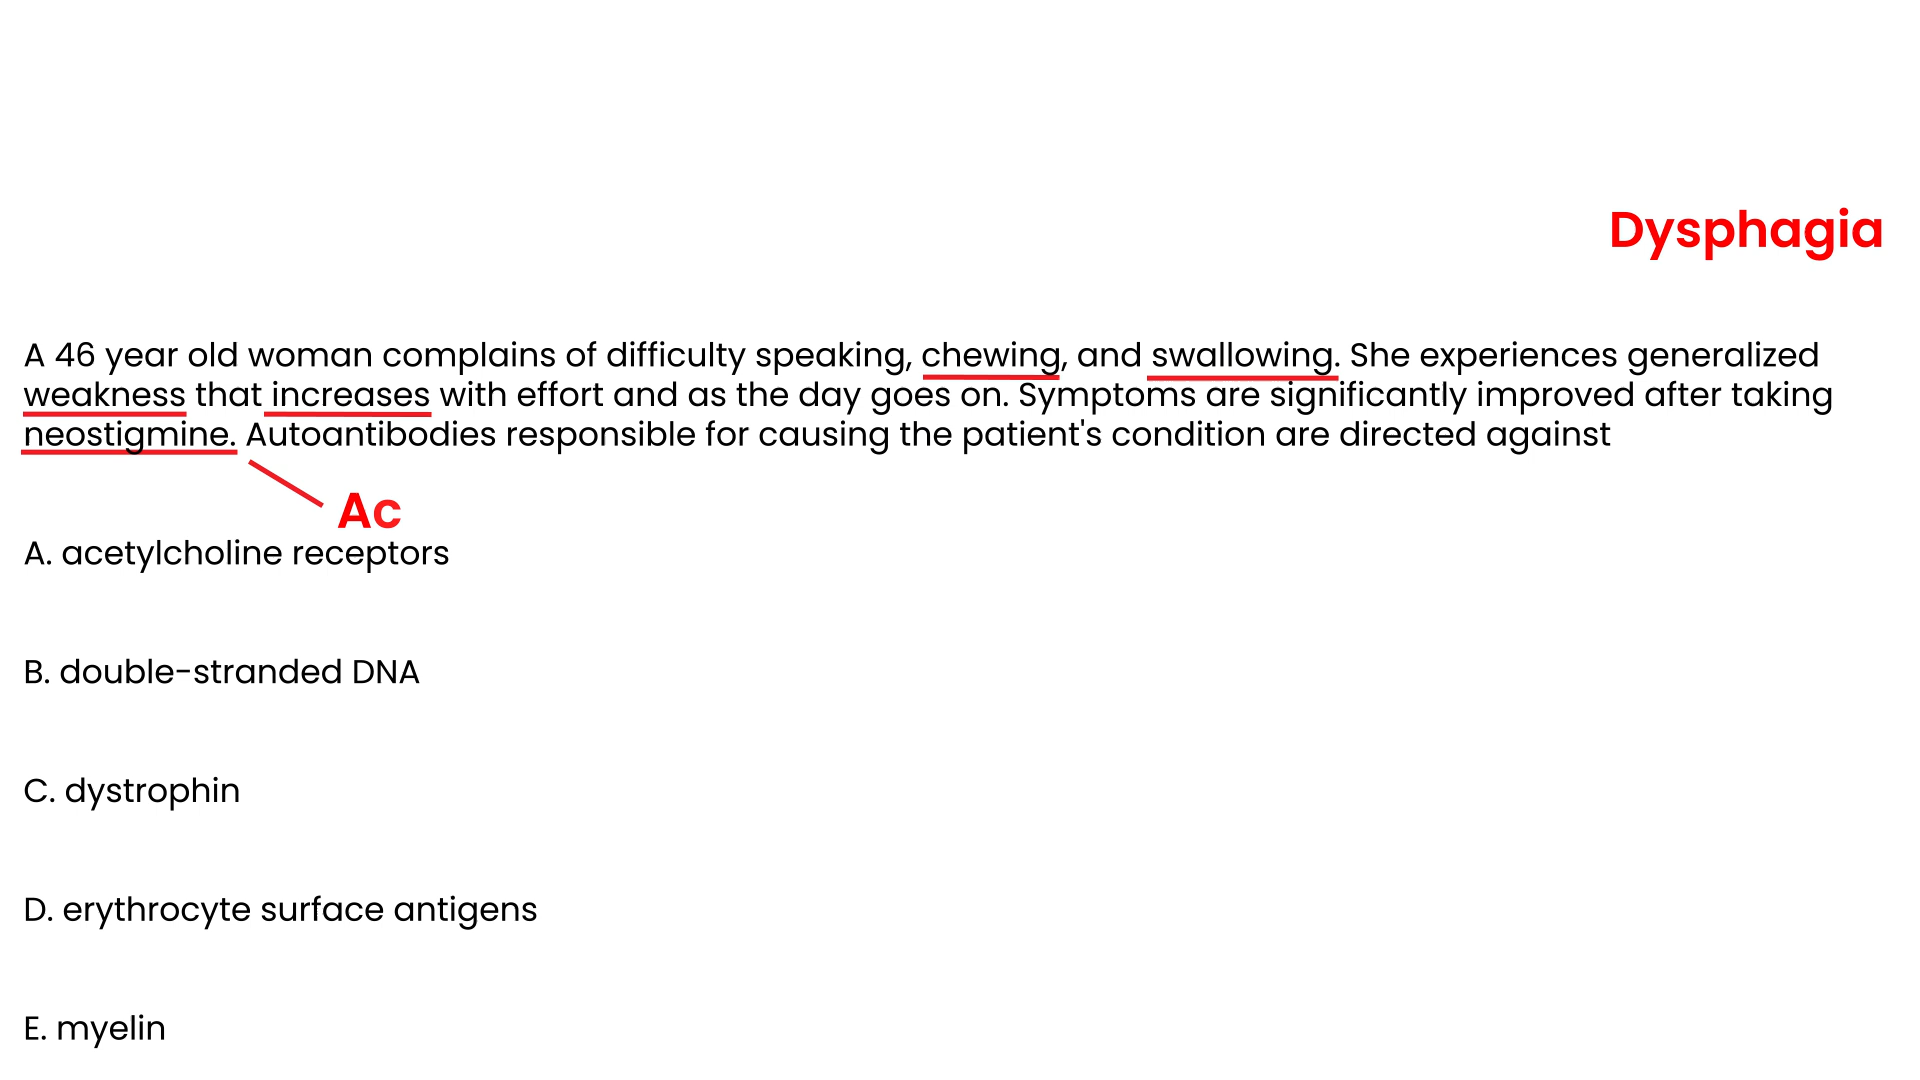 Dysphagia
A 46 year old woman complains of difficulty speaking, chewing, and swallowing. She experiences generalized
weakness that increases with effort and as the day goes on. Symptoms are significantly improved after taking
neostigmine. Autoantibodies responsible for causing the patient's condition are directed against
Ac
A. acetylcholine receptors
B. double-stranded DNA
C. dystrophin
D. erythrocyte surface antigens
E. myelin